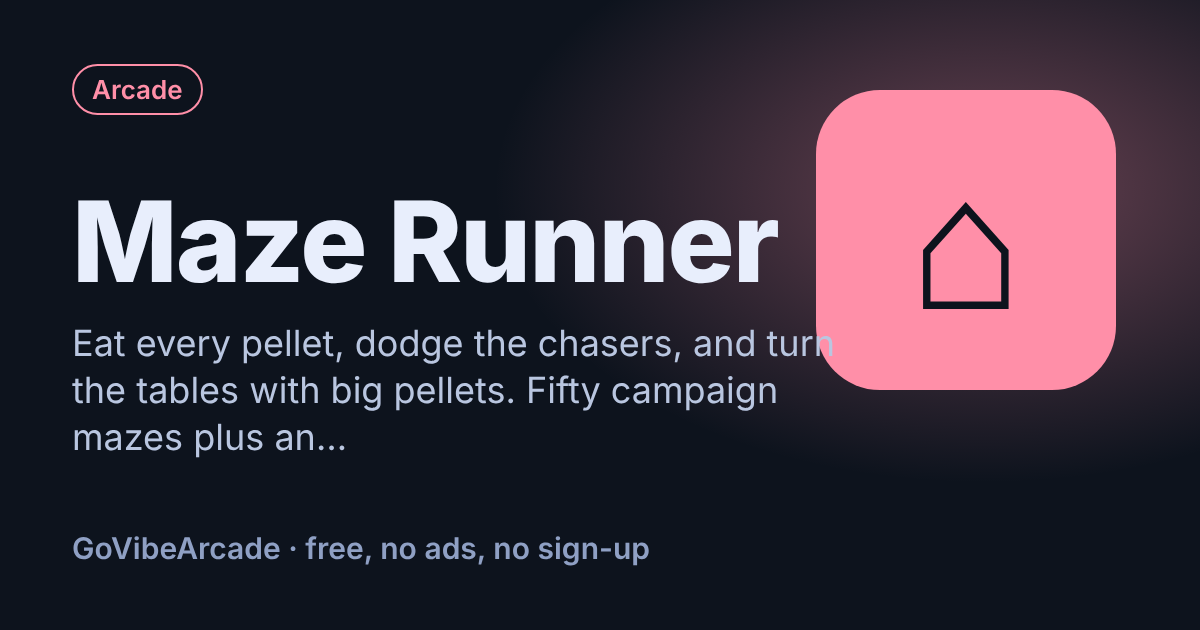 Arcade
Maze Runner
Eat every pellet, dodge the chasers, and turn
the tables with big pellets. Fifty campaign
mazes plus an...
GoVibeArcade · free, no ads, no sign-up